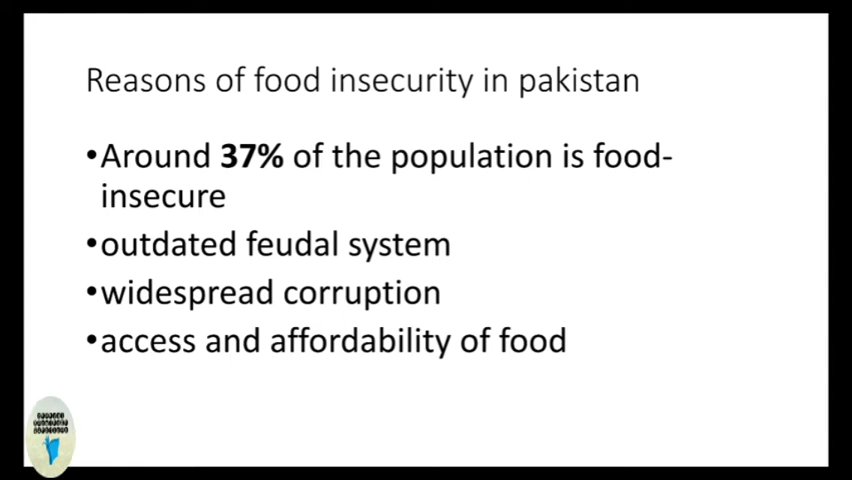 Reasons of food insecurity in pakistan
•Around 37% of the population is food-
insecure
•outdated feudal system
•widespread corruption
•access and affordability of food